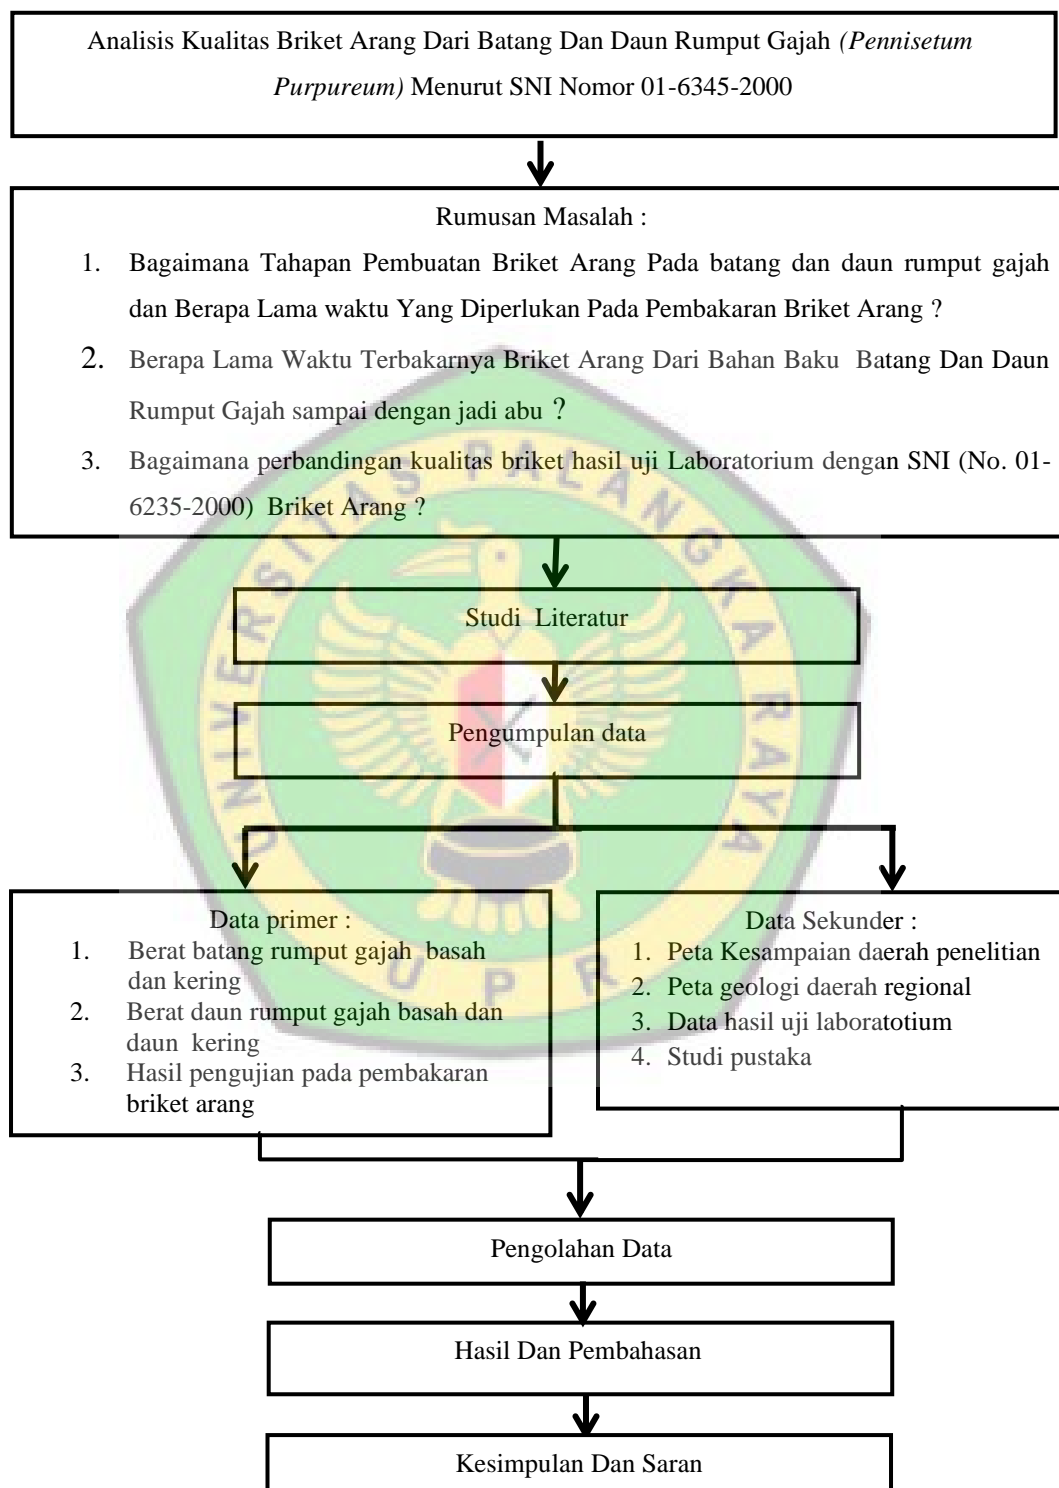 Analisis Kualitas Briket Arang Dari Batang Dan Daun Rumput Gajah (Pennisetum
Purpureum) Menurut SNI Nomor 01-6345-2000
Rumusan Masalah :
1. Bagaimana Tahapan Pembuatan Briket Arang Pada batang dan daun rumput gajah
dan Berapa Lama waktu Yang Diperlukan Pada Pembakaran Briket Arang ?
2. Berapa Lama Waktu Terbakarnya Briket Arang Dari Bahan Baku Batang Dan Daun
Rumput Gajah sampai dengan jadi abu ?
3. Bagaimana perbandingan kualitas briket hasil uji Laboratorium dengan SNI (No. 01-
6235-2000) Briket Arang ?
UNIVERSITAS PALANGKA RAYA
Studi Literatur
Pengumpulan data
Data primer :
1. Berat batang rumput gajah basah
dan kering
2. Berat daun rumput gajah basah dan
daun kering
3. Hasil pengujian pada pembakaran
briket arang
Data Sekunder :
1. Peta Kesampaian daerah penelitian
2. Peta geologi daerah regional
3. Data hasil uji laboratotium
4. Studi pustaka
UPR
Pengolahan Data
Hasil Dan Pembahasan
Kesimpulan Dan Saran